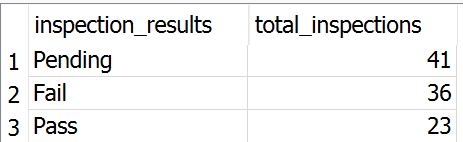 inspection_results total_inspections
1 Pending 41
2 Fail 36
3 Pass 23